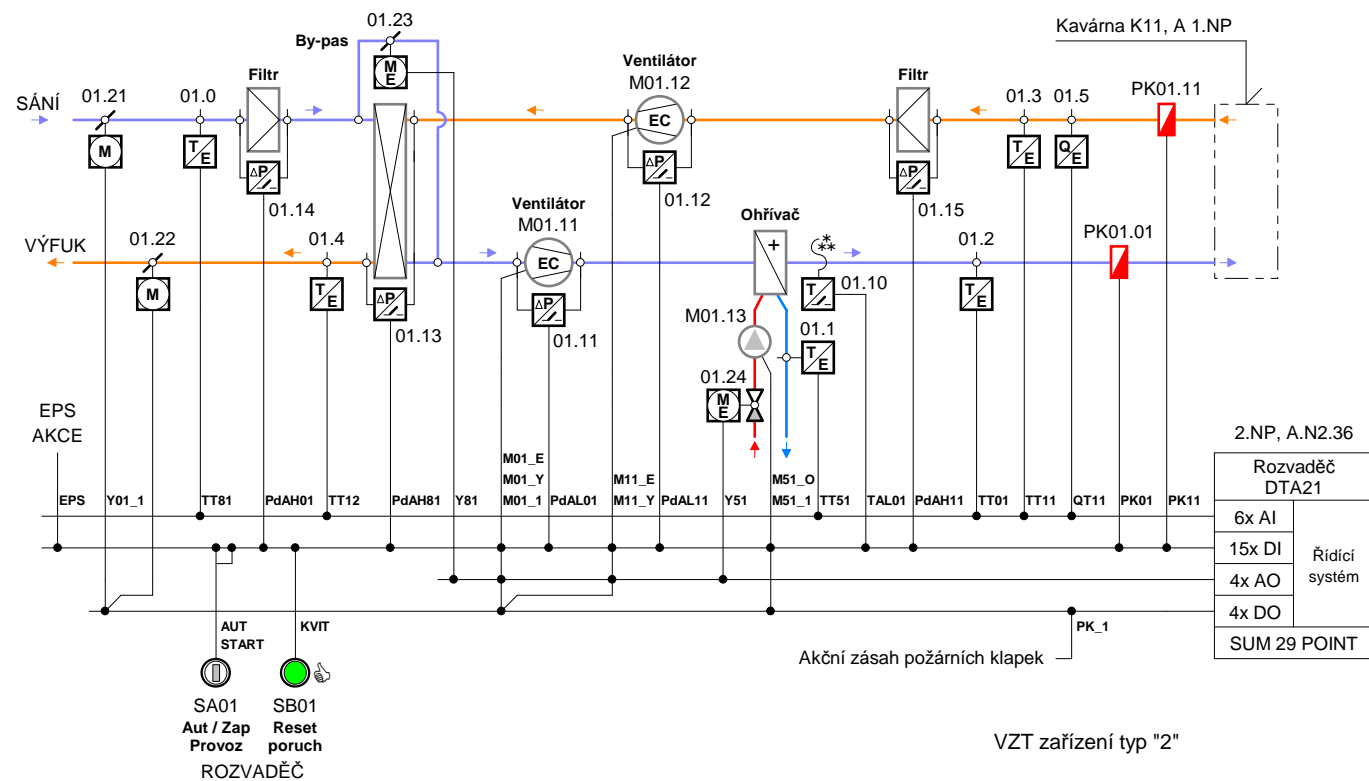 01.23
By-pas
Kavárna K11, A 1.NP
Ventilátor
M01.12
Filtr
Filtr
SÁNÍ
01.21
01.0
01.3
01.5
PK01.11
M
E
EC
M
T
E
ΔP
ΔP
ΔP
T
E
Q
E
01.14
01.12
01.15
Ventilátor
M01.11
Ohřívač
VÝFUK
01.22
01.4
01.2
PK01.01
EC
+
M
T
E
ΔP
ΔP
T
01.10
T
E
01.13
01.11
M01.13
01.1
T
E
01.24
M
E
EPS
AKCE
2.NP, A.N2.36
Rozvaděč
DTA21
EPS
Y01_1
TT81
PdAH01
TT12
PdAH81
Y81
M01_E
M01_Y
M01_1
PdAL01
M11_E
M11_Y
PdAL11
Y51
M51_O
M51_1
TT51
TAL01
PdAH11
TT01
TT11
QT11
PK01
PK11
6x AI
15x DI
4x AO
4x DO
Řídící
systém
SUM 29 POINT
AUT
START
KVIT
PK_1
Akční zásah požárních klapek
SA01
Aut / Zap
Provoz
SB01
Reset
poruch
ROZVADĚČ
VZT zařízení typ "2"